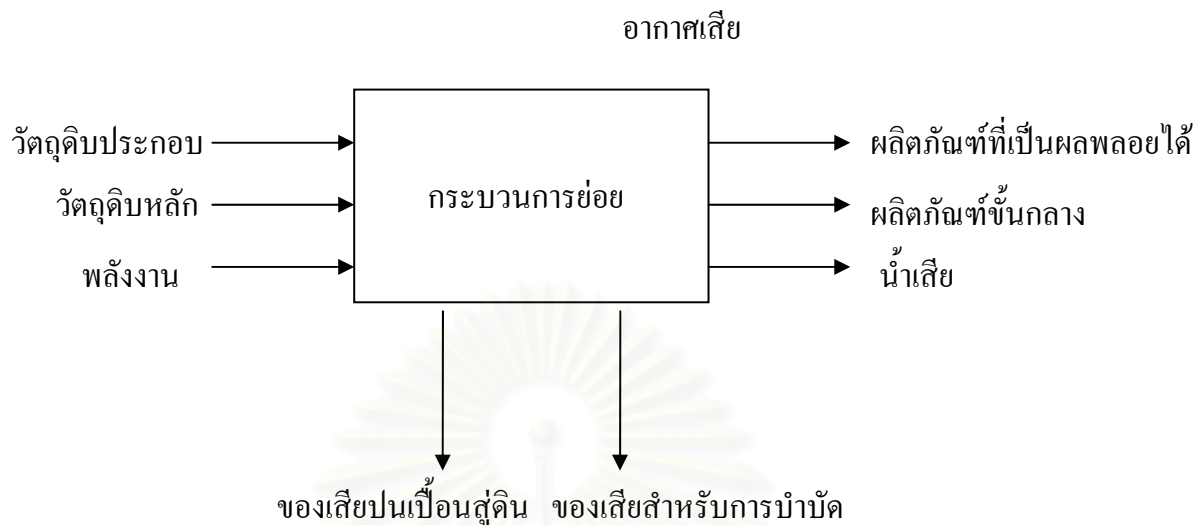 อากาศเสีย
วัตถุดิบประกอบ
ผลิตภัณฑ์ที่เป็นผลพลอยได้
วัตถุดิบหลัก
กระบวนการย่อย
ผลิตภัณฑ์ขั้นกลาง
พลังงาน
น้ำเสีย
ของเสียปนเปื้อนสู่ดิน
ของเสียสำหรับการบำบัด